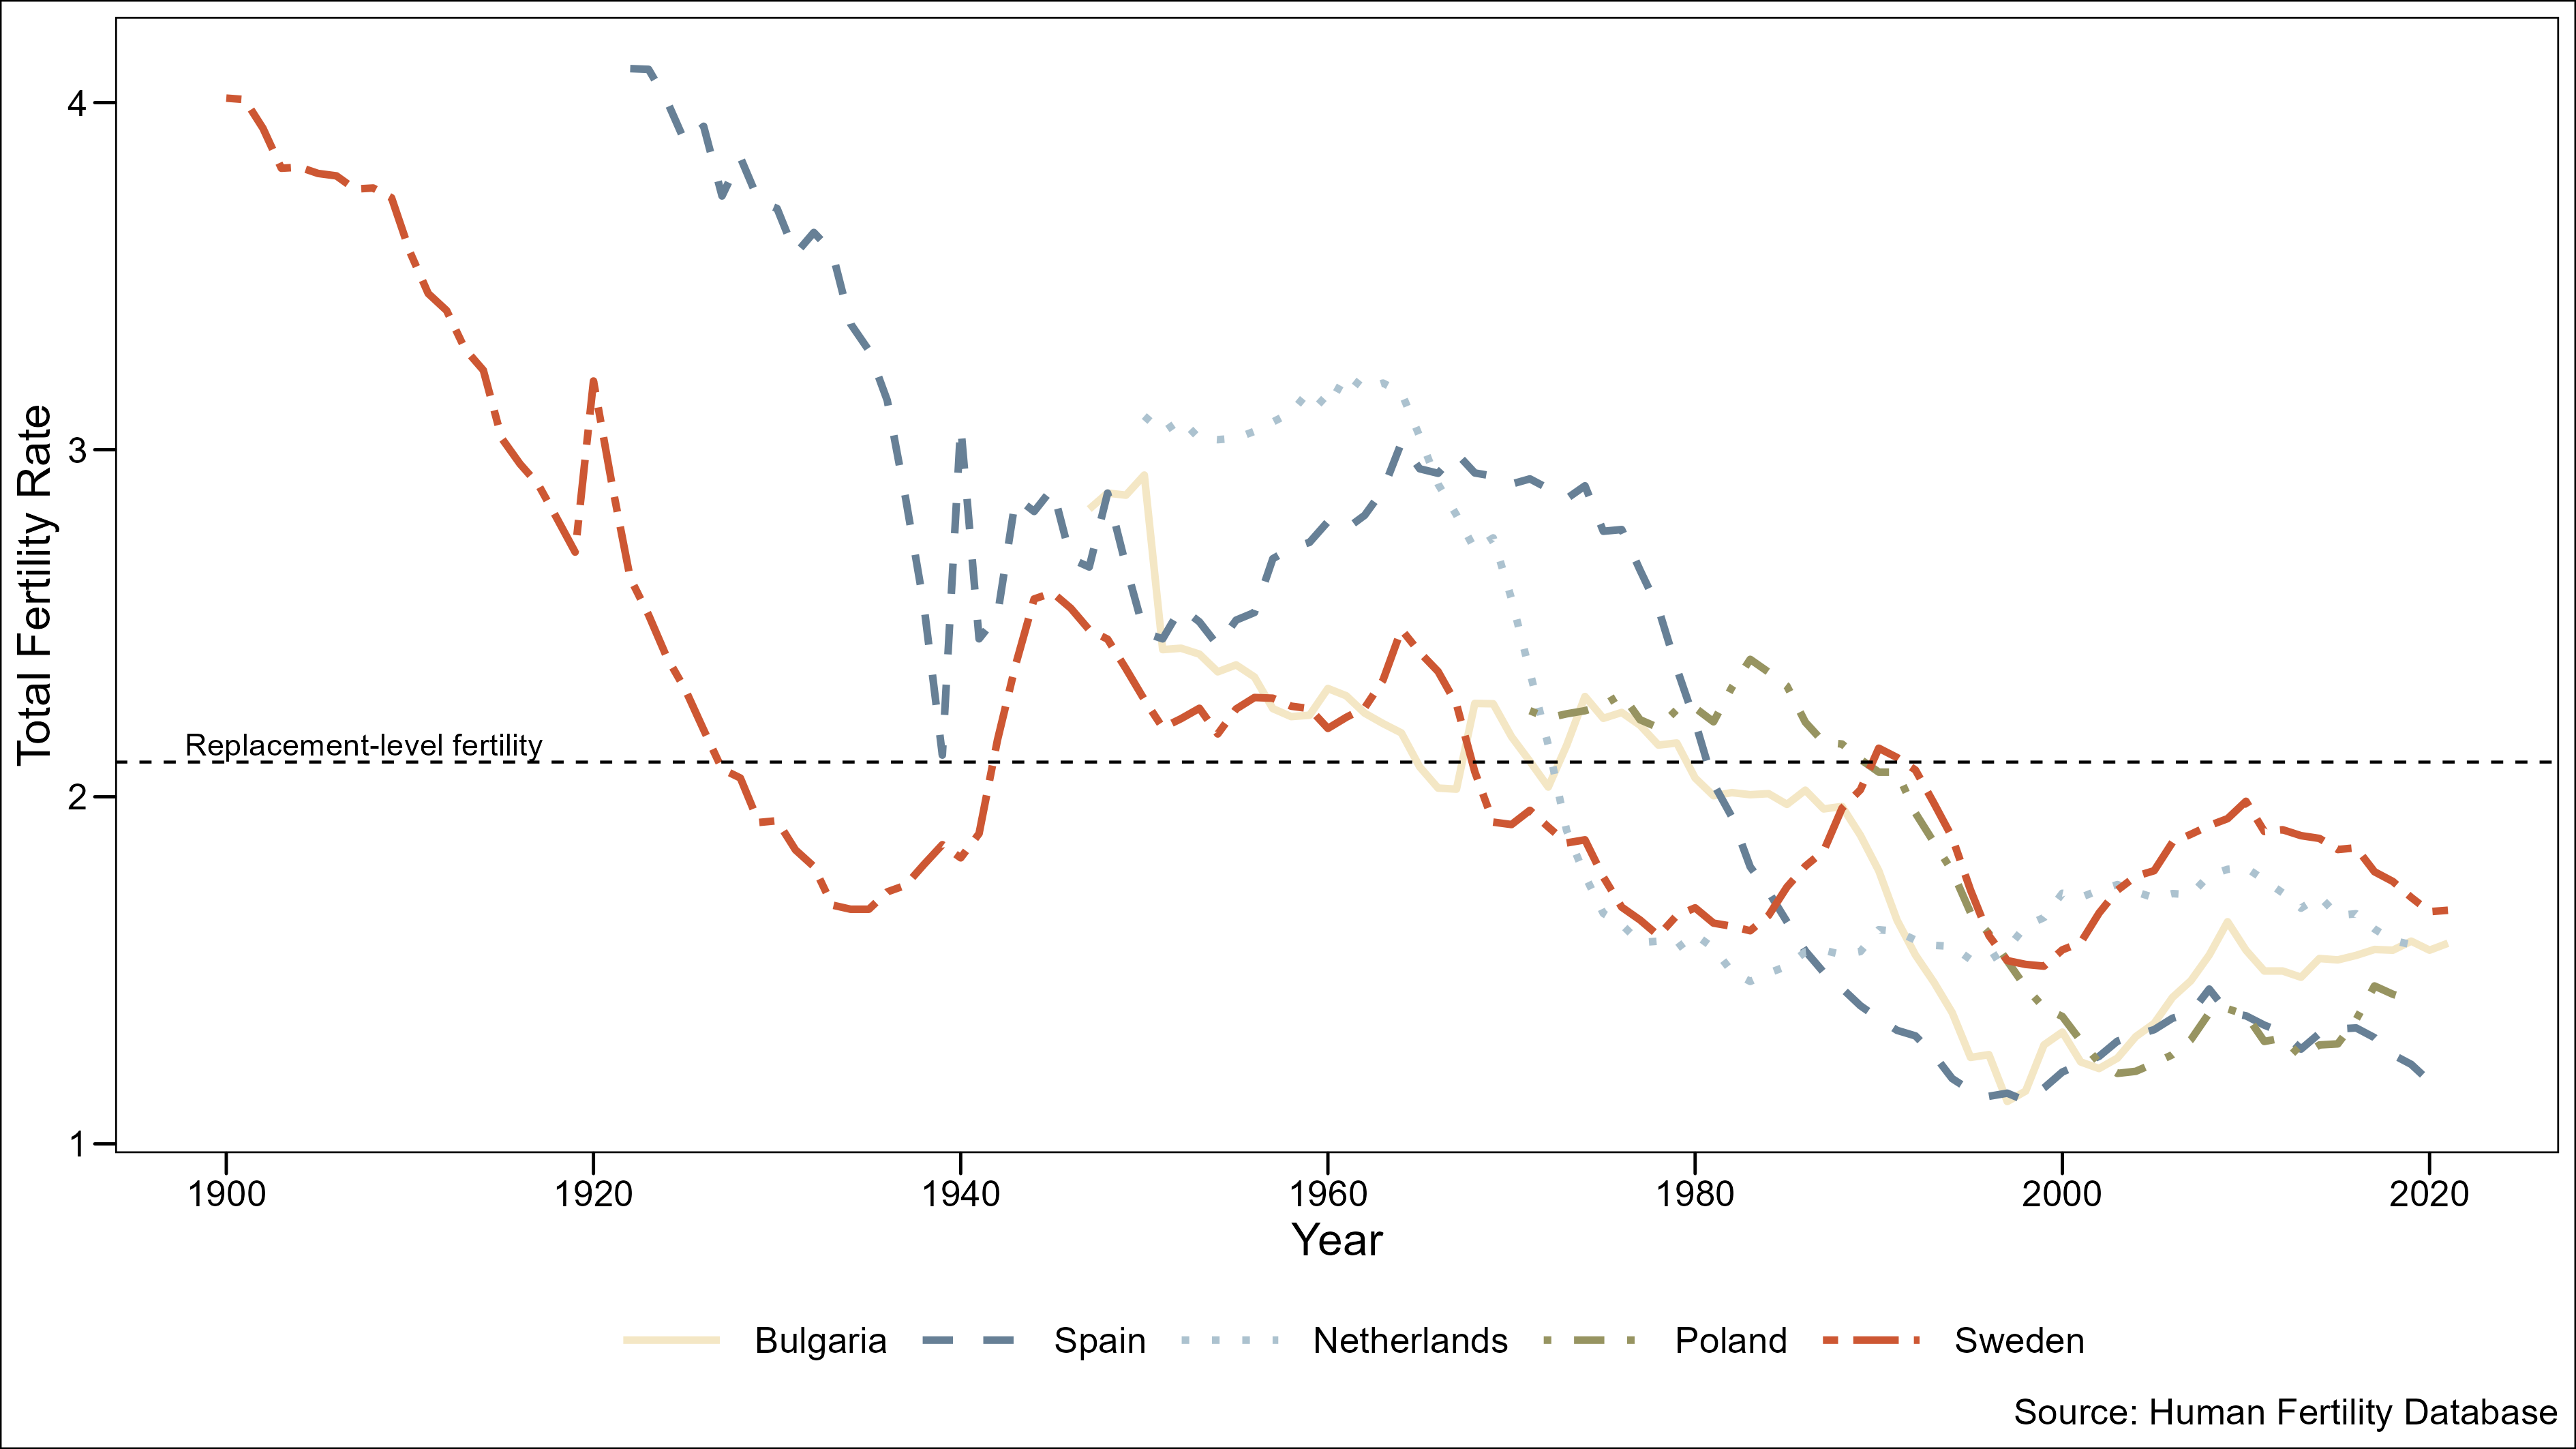 Total Fertility Rate
4
3
2
1
Replacement-level fertility
1900 1920 1940 1960 1980 2000 2020
Year
Bulgaria Spain Netherlands Poland Sweden
Source: Human Fertility Database